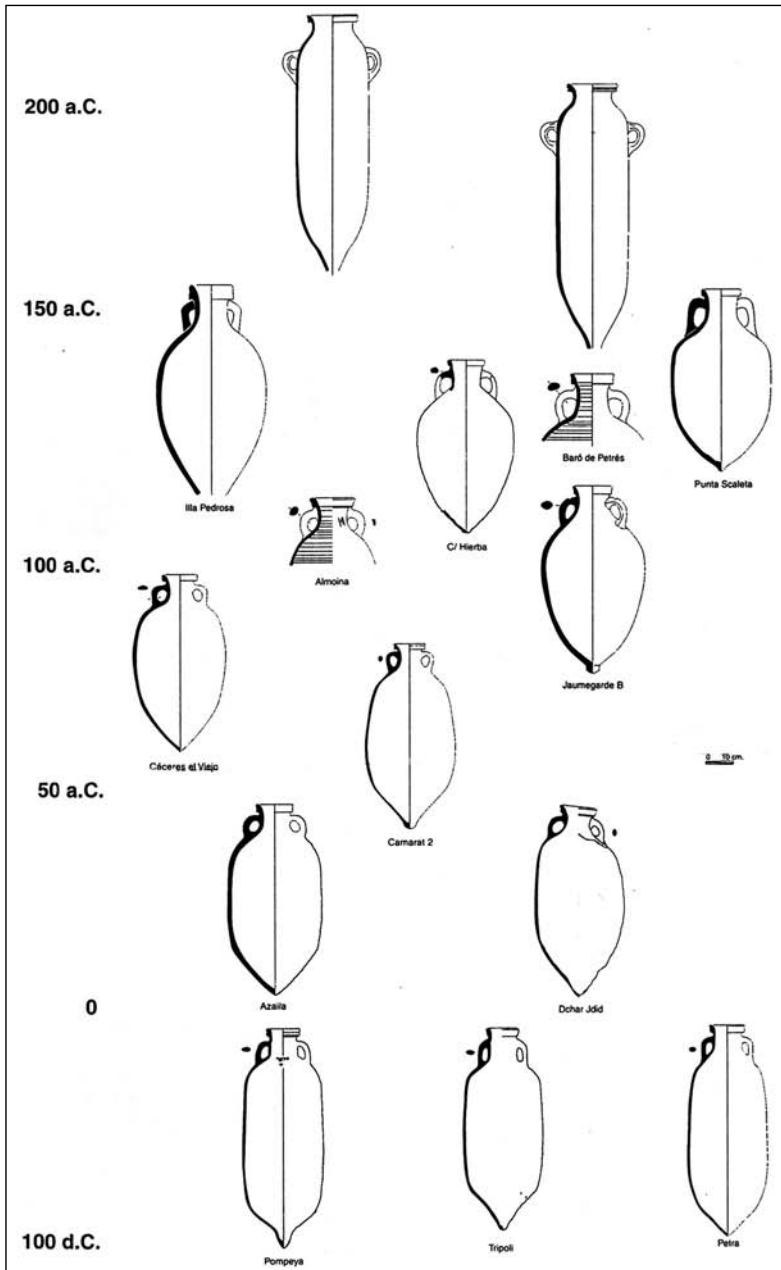 200 a.C.
150 a.C.
Illa Pedrosa
C/ Hierba
Baró de Petrés
Punta Scaleta
100 a.C.
Almoina
Jaumegarde B
Cáceres el Viejo
0 10 cm.
50 a.C.
Camarat 2
Azaila
Dchar Jdid
0
Pompeya
Tripoli
Petra
100 d.C.